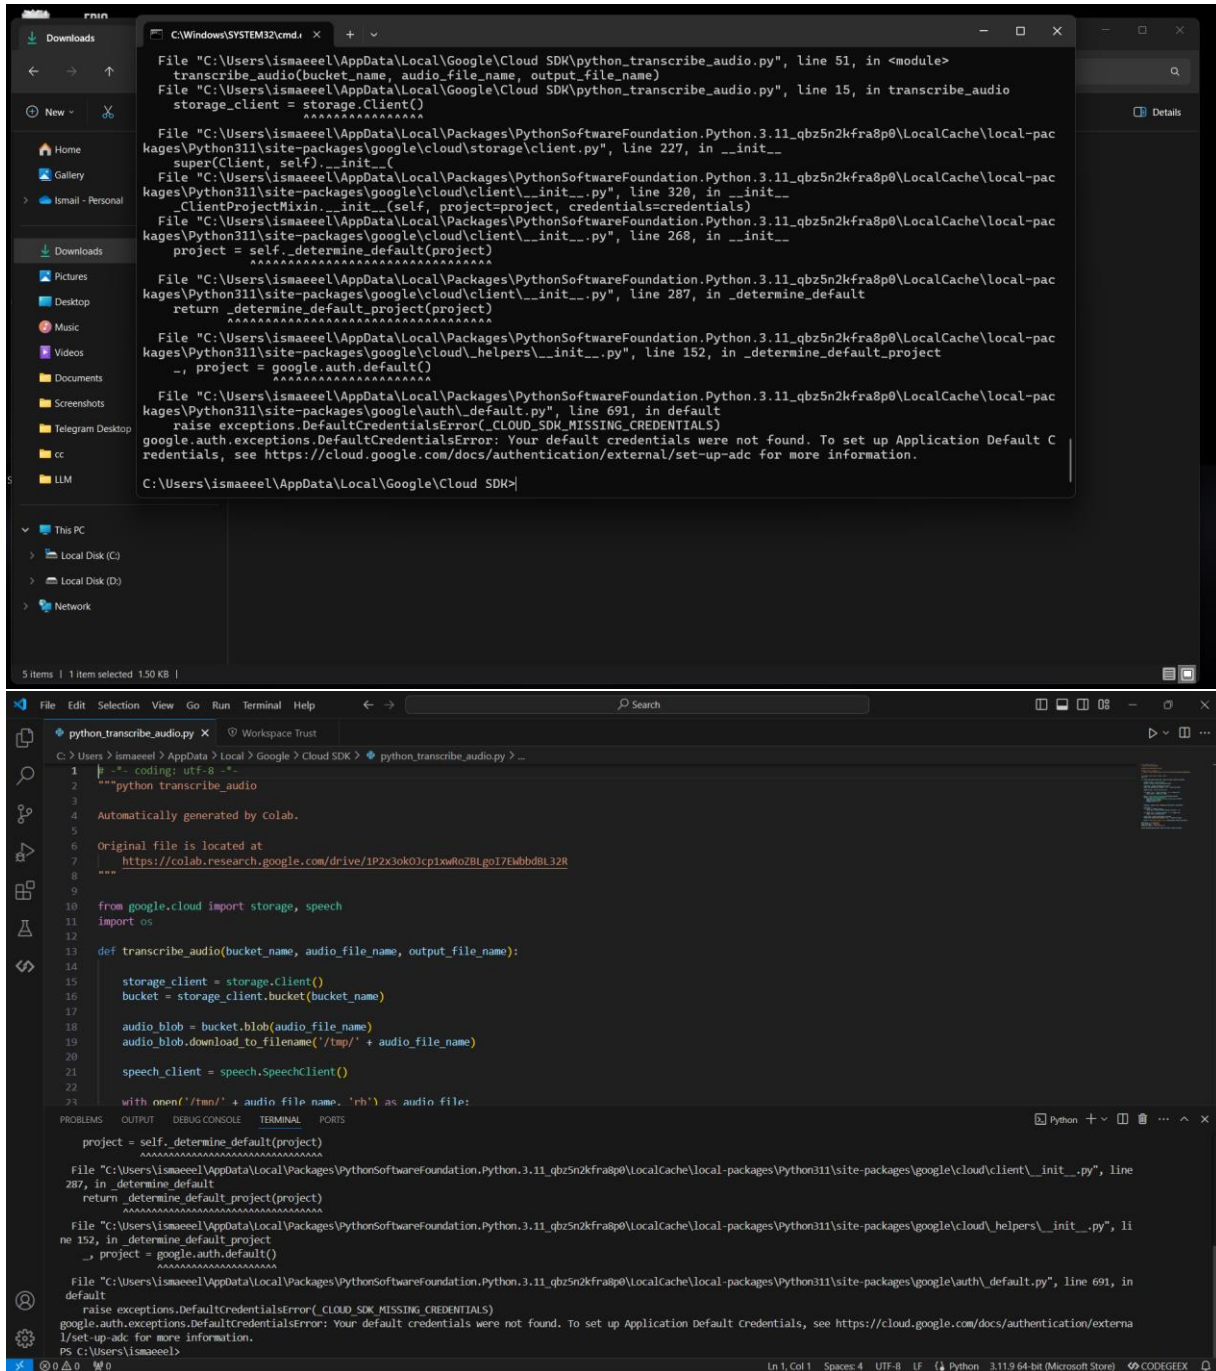 Downloads
C:\Windows\SYSTEM32\cmd.e
New
Details
Home
Gallery
Ismail - Personal
Downloads
Pictures
Desktop
Music
Videos
Documents
Screenshots
Telegram Desktop
cc
LLM
This PC
Local Disk (C:)
Local Disk (D:)
Network
5 items | 1 item selected 1.50 KB |
File "C:\Users\ismaeeel\AppData\Local\Google\Cloud SDK\python_transcribe_audio.py", line 51, in <module>
transcribe_audio(bucket_name, audio_file_name, output_file_name)
File "C:\Users\ismaeeel\AppData\Local\Google\Cloud SDK\python_transcribe_audio.py", line 15, in transcribe_audio
storage_client = storage.Client()
^^^^^^^^^^^^^^^^
File "C:\Users\ismaeeel\AppData\Local\Packages\PythonSoftwareFoundation.Python.3.11_qbz5n2kfra8p0\LocalCache\local-pac
kages\Python311\site-packages\google\cloud\storage\client.py", line 227, in __init__
super(Client, self).__init__(
File "C:\Users\ismaeeel\AppData\Local\Packages\PythonSoftwareFoundation.Python.3.11_qbz5n2kfra8p0\LocalCache\local-pac
kages\Python311\site-packages\google\cloud\client\__init__.py", line 320, in __init__
_ClientProjectMixin.__init__(self, project=project, credentials=credentials)
File "C:\Users\ismaeeel\AppData\Local\Packages\PythonSoftwareFoundation.Python.3.11_qbz5n2kfra8p0\LocalCache\local-pac
kages\Python311\site-packages\google\cloud\client\__init__.py", line 268, in __init__
project = self._determine_default(project)
^^^^^^^^^^^^^^^^^^^^^^^^^^^^^^^^
File "C:\Users\ismaeeel\AppData\Local\Packages\PythonSoftwareFoundation.Python.3.11_qbz5n2kfra8p0\LocalCache\local-pac
kages\Python311\site-packages\google\cloud\client\__init__.py", line 287, in _determine_default
return _determine_default_project(project)
^^^^^^^^^^^^^^^^^^^^^^^^^^^^^^^^^^^
File "C:\Users\ismaeeel\AppData\Local\Packages\PythonSoftwareFoundation.Python.3.11_qbz5n2kfra8p0\LocalCache\local-pac
kages\Python311\site-packages\google\cloud\_helpers\__init__.py", line 152, in _determine_default_project
_, project = google.auth.default()
^^^^^^^^^^^^^^^^^^^^^
File "C:\Users\ismaeeel\AppData\Local\Packages\PythonSoftwareFoundation.Python.3.11_qbz5n2kfra8p0\LocalCache\local-pac
kages\Python311\site-packages\google\auth\_default.py", line 691, in default
raise exceptions.DefaultCredentialsError(_CLOUD_SDK_MISSING_CREDENTIALS)
google.auth.exceptions.DefaultCredentialsError: Your default credentials were not found. To set up Application Default C
redentials, see https://cloud.google.com/docs/authentication/external/set-up-adc for more information.
C:\Users\ismaeeel\AppData\Local\Google\Cloud SDK>
File Edit Selection View Go Run Terminal Help
Search
python_transcribe_audio.py
Workspace Trust
C: > Users > ismaeeel > AppData > Local > Google > Cloud SDK > python_transcribe_audio.py > ...
1 # -*- coding: utf-8 -*-
2 """python transcribe_audio
3
4 Automatically generated by Colab.
5
6 Original file is located at
7 https://colab.research.google.com/drive/1P2x3okOJcp1xwRoZBLgoI7EWbbdBL32R
8 """
9
10 from google.cloud import storage, speech
11 import os
12
13 def transcribe_audio(bucket_name, audio_file_name, output_file_name):
14
15 storage_client = storage.Client()
16 bucket = storage_client.bucket(bucket_name)
17
18 audio_blob = bucket.blob(audio_file_name)
19 audio_blob.download_to_filename('/tmp/' + audio_file_name)
20
21 speech_client = speech.SpeechClient()
22
23 with open('/tmp/' + audio_file_name, 'rb') as audio_file:
PROBLEMS OUTPUT DEBUG CONSOLE TERMINAL PORTS
Python
project = self._determine_default(project)
^^^^^^^^^^^^^^^^^^^^^^^^^^^^^^^^
File "C:\Users\ismaeeel\AppData\Local\Packages\PythonSoftwareFoundation.Python.3.11_qbz5n2kfra8p0\LocalCache\local-packages\Python311\site-packages\google\cloud\client\__init__.py", line
287, in _determine_default
return _determine_default_project(project)
^^^^^^^^^^^^^^^^^^^^^^^^^^^^^^^^^^^
File "C:\Users\ismaeeel\AppData\Local\Packages\PythonSoftwareFoundation.Python.3.11_qbz5n2kfra8p0\LocalCache\local-packages\Python311\site-packages\google\cloud\_helpers\__init__.py", li
ne 152, in _determine_default_project
_, project = google.auth.default()
^^^^^^^^^^^^^^^^^^^^^
File "C:\Users\ismaeeel\AppData\Local\Packages\PythonSoftwareFoundation.Python.3.11_qbz5n2kfra8p0\LocalCache\local-packages\Python311\site-packages\google\auth\_default.py", line 691, in
default
raise exceptions.DefaultCredentialsError(_CLOUD_SDK_MISSING_CREDENTIALS)
google.auth.exceptions.DefaultCredentialsError: Your default credentials were not found. To set up Application Default Credentials, see https://cloud.google.com/docs/authentication/externa
l/set-up-adc for more information.
PS C:\Users\ismaeeel>
0 0 0 Ln 1, Col 1 Spaces: 4 UTF-8 LF Python 3.11.9 64-bit (Microsoft Store) CODEGEEX